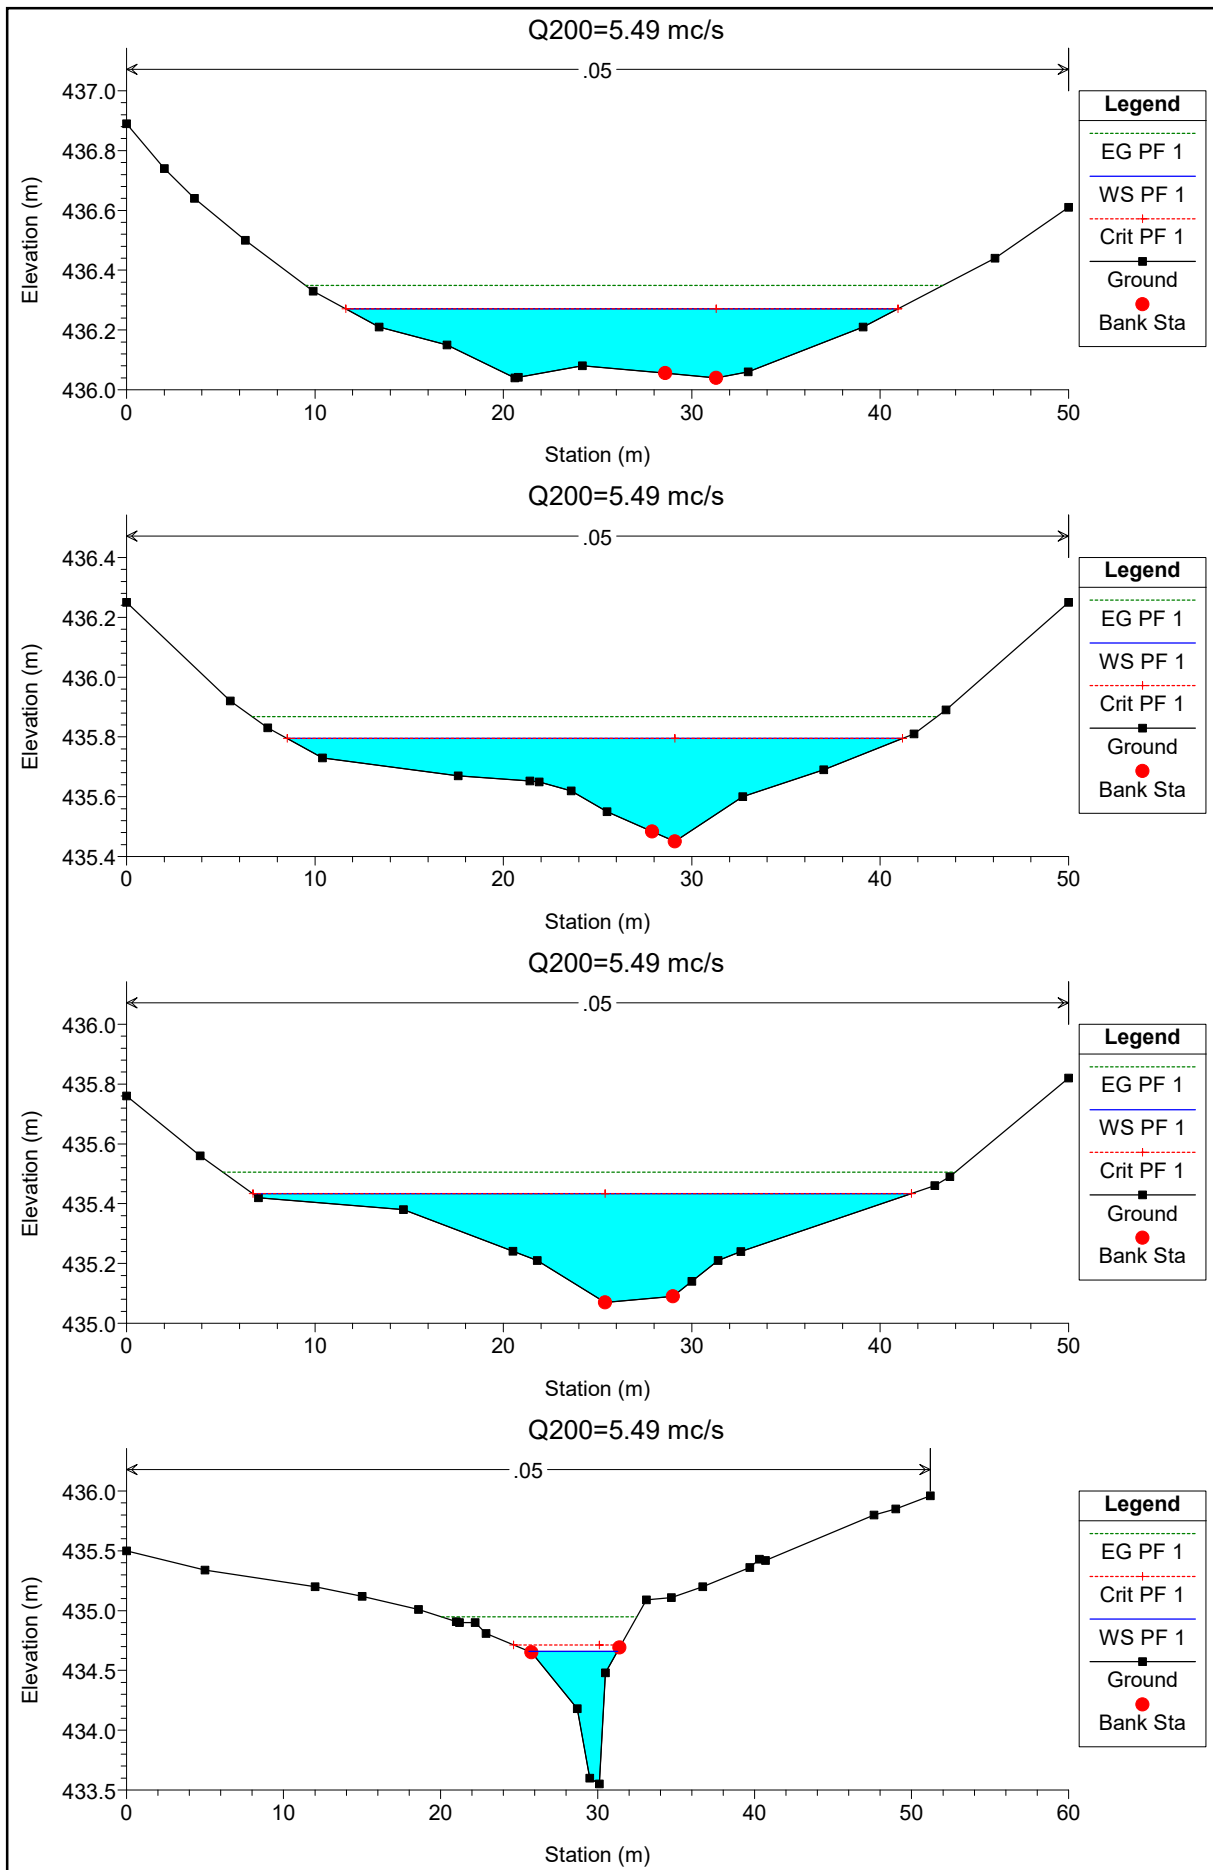 Q200=5.49 mc/s
.05
437.0
436.8
436.6
436.4
436.2
436.0
Elevation (m)
0 10 20 30 40 50
Station (m)
Legend
EG PF 1
WS PF 1
Crit PF 1
Ground
Bank Sta
Q200=5.49 mc/s
.05
436.4
436.2
436.0
435.8
435.6
435.4
Elevation (m)
0 10 20 30 40 50
Station (m)
Legend
EG PF 1
WS PF 1
Crit PF 1
Ground
Bank Sta
Q200=5.49 mc/s
.05
436.0
435.8
435.6
435.4
435.2
435.0
Elevation (m)
0 10 20 30 40 50
Station (m)
Legend
EG PF 1
WS PF 1
Crit PF 1
Ground
Bank Sta
Q200=5.49 mc/s
.05
436.0
435.5
435.0
434.5
434.0
433.5
Elevation (m)
0 10 20 30 40 50 60
Station (m)
Legend
EG PF 1
Crit PF 1
WS PF 1
Ground
Bank Sta